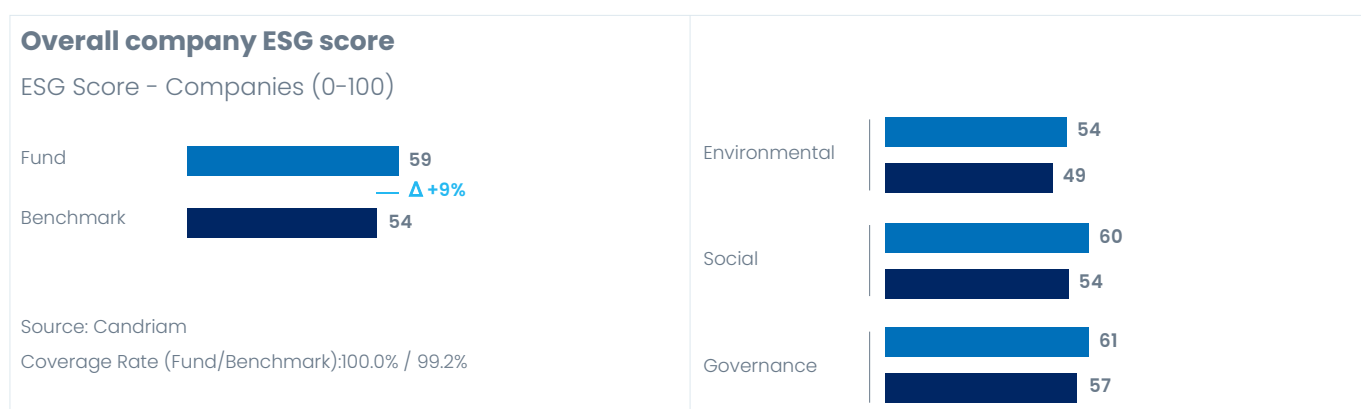 Overall company ESG score
ESG Score - Companies (0-100)
Fund
59
Δ +9%
Benchmark
54
Source: Candriam
Coverage Rate (Fund/Benchmark):100.0% / 99.2%
Environmental
54
49
Social
60
54
Governance
61
57